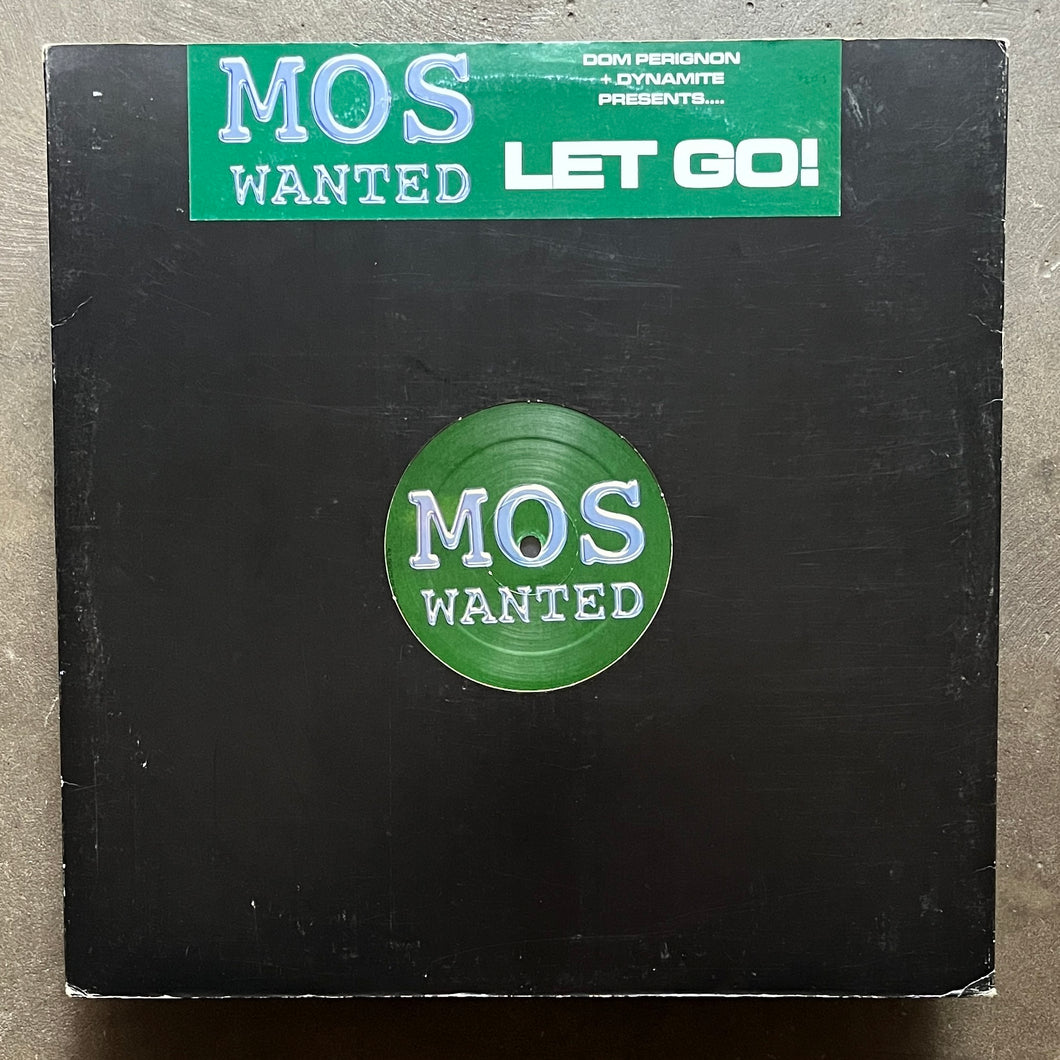 MOS
WANTED
DOM PERIGNON
+ DYNAMITE
PRESENTS....
LET GO!
MOS
WANTED